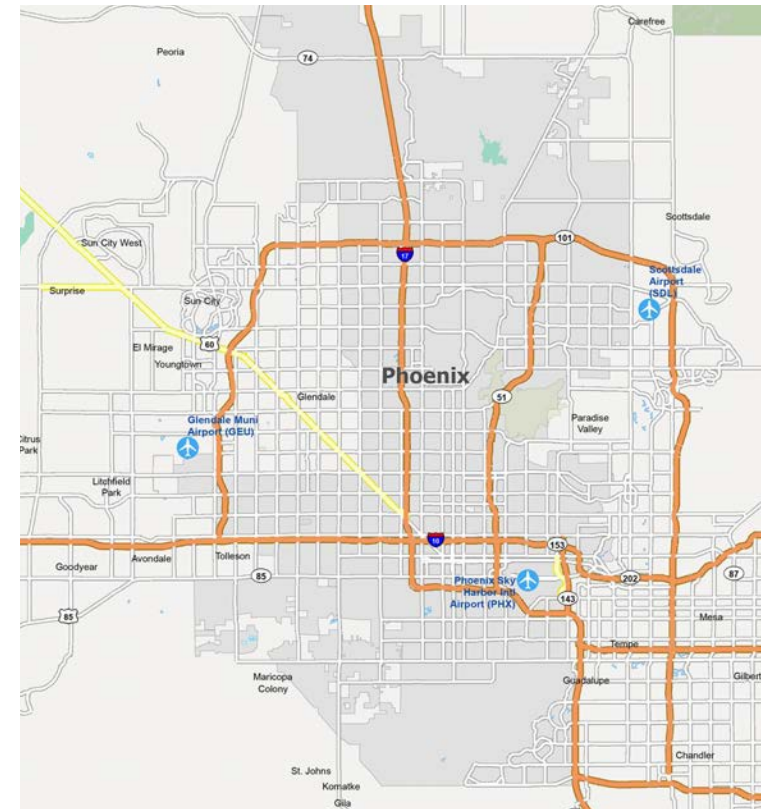 Carefree
Peoria
74
Scottsdale
101
Sun City West
17
Scottsdale
Airport
(SDL)
Surprise
Sun City
60
El Mirage
Youngtown
Phoenix
Glendale
51
Paradise
Valley
Glendale Muni
Airport (GEU)
Citrus
Park
Litchfield
Park
10
153
Avondale
Tolleson
Goodyear
85
Phoenix Sky
Harbor Intl
Airport (PHX)
202
87
143
85
Mesa
Tempe
Maricopa
Colony
Guadalupe
Gilbert
Chandler
St. Johns
Komatke
Gila